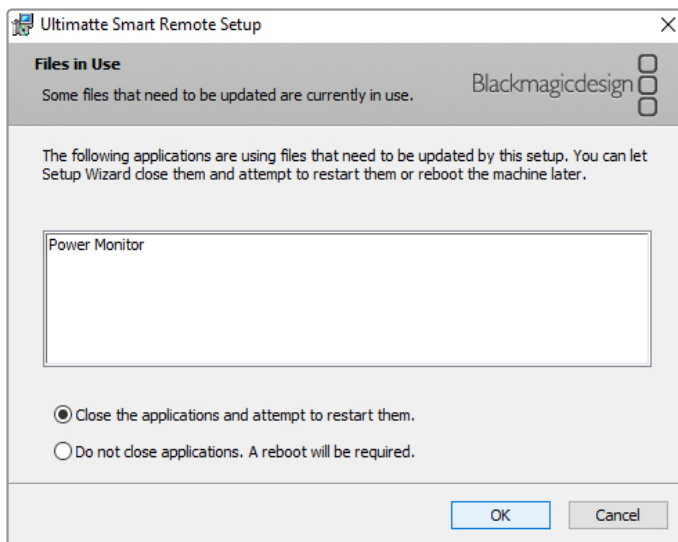 Ultimatte Smart Remote Setup
Files in Use
Some files that need to be updated are currently in use.
Blackmagicdesign
The following applications are using files that need to be updated by this setup. You can let
Setup Wizard close them and attempt to restart them or reboot the machine later.
Power Monitor
Close the applications and attempt to restart them.
Do not close applications. A reboot will be required.
OK
Cancel